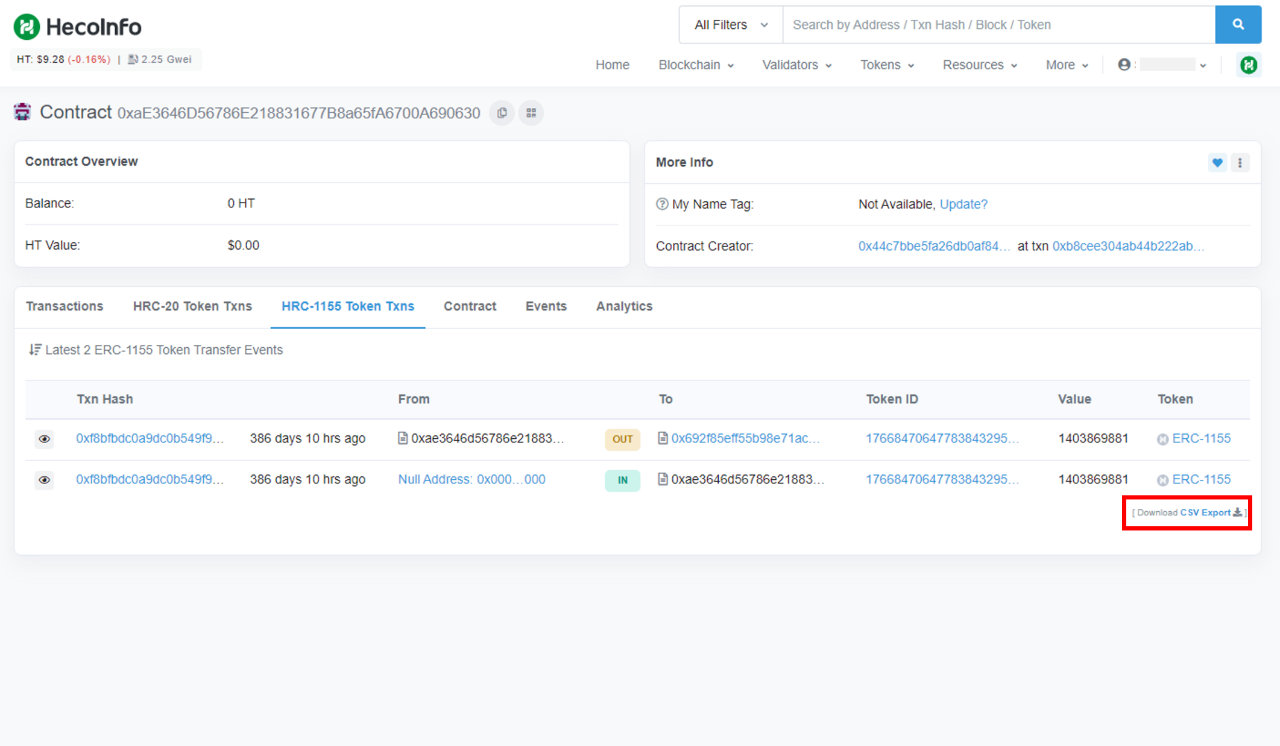 HecoInfo
All Filters
Search by Address / Txn Hash / Block / Token
HT: $9.28 (-0.16%) | 2.25 Gwei
Home Blockchain Validators Tokens Resources More :
Contract 0xaE3646D56786E218831677B8a65fA6700A690630
Contract Overview
Balance: 0 HT
HT Value: $0.00
More Info
My Name Tag: Not Available, Update?
Contract Creator: 0x44c7bbe5fa26db0af84... at txn 0xb8cee304ab44b222ab...
Transactions HRC-20 Token Txns HRC-1155 Token Txns Contract Events Analytics
Latest 2 ERC-1155 Token Transfer Events
Txn Hash From To Token ID Value Token
0xf8bfbdc0a9dc0b549f9... 386 days 10 hrs ago 0xae3646d56786e21883... OUT 0x692f85eff55b98e71ac... 17668470647783843295... 1403869881 ERC-1155
0xf8bfbdc0a9dc0b549f9... 386 days 10 hrs ago Null Address: 0x000...000 IN 0xae3646d56786e21883... 17668470647783843295... 1403869881 ERC-1155
[ Download CSV Export ]